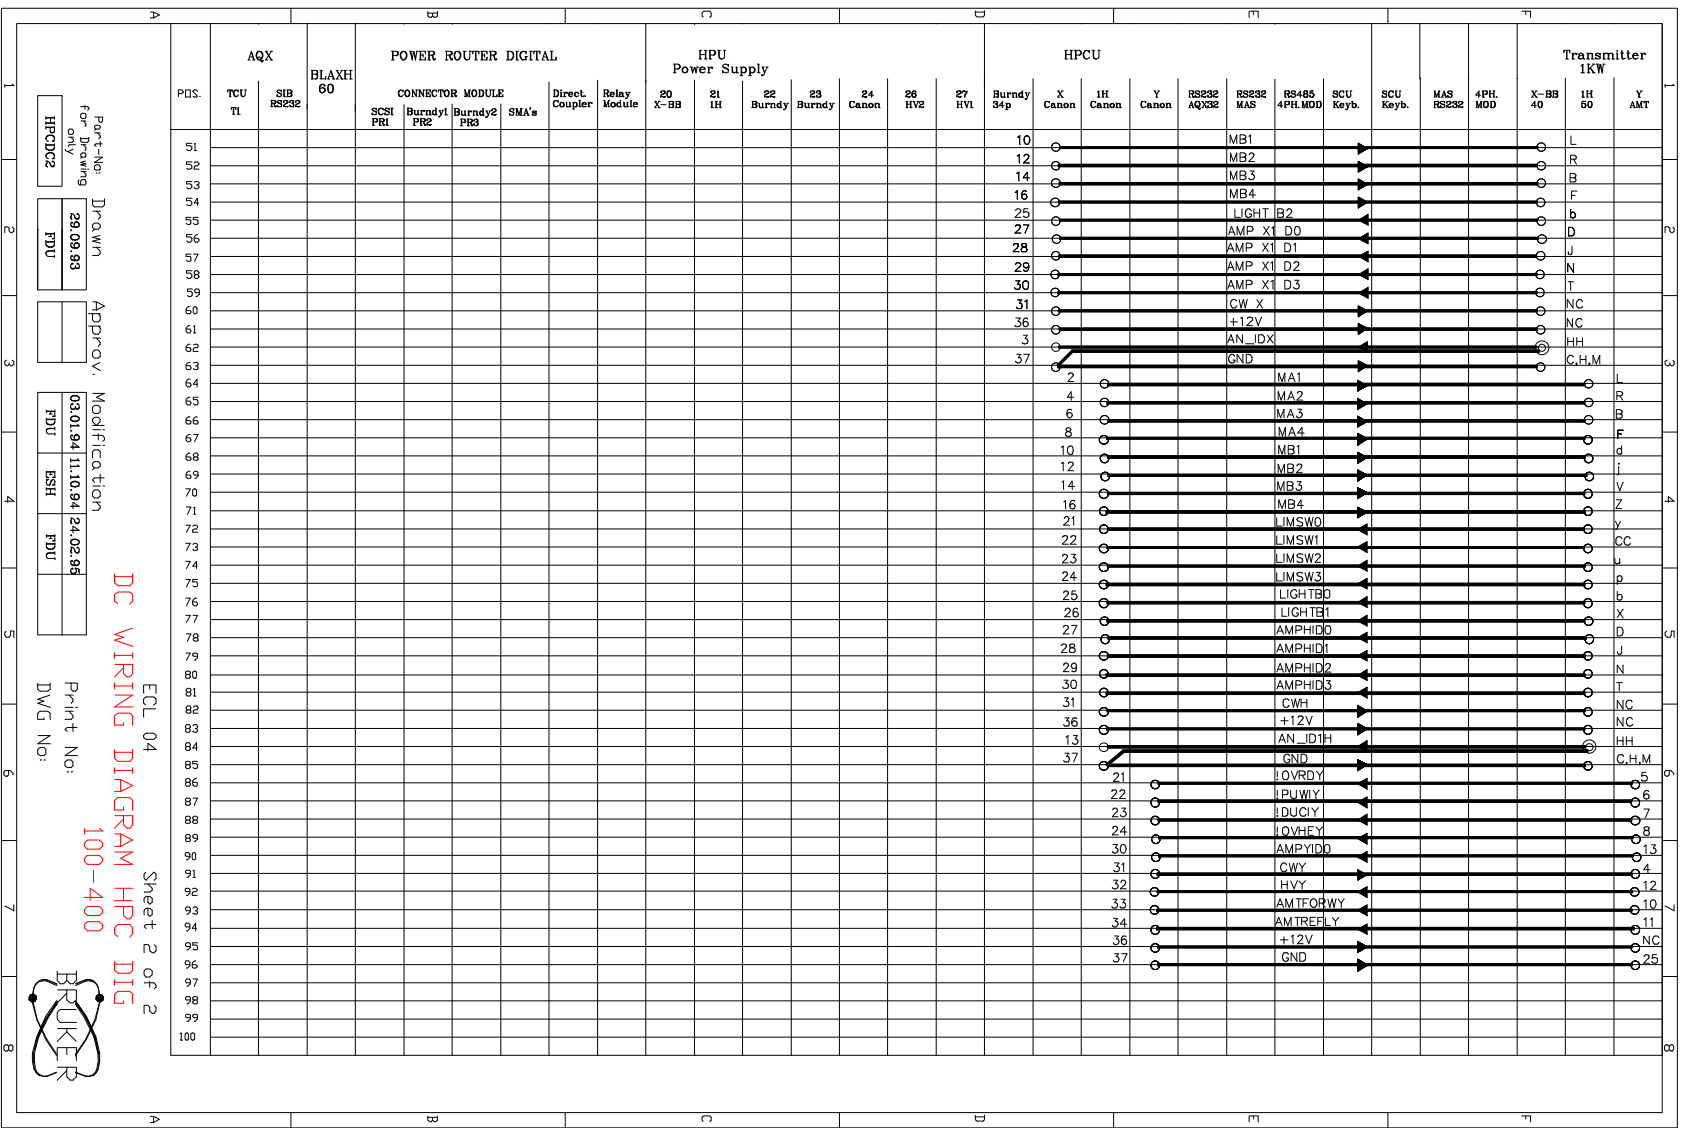 A B C D E F
AQX BLAXH 60 POWER ROUTER DIGITAL HPU Power Supply HPCU Transmitter 1KW
POS. TCU T1 SIB RS232 CONNECTOR MODULE SCSI PR1 Burndy1 PR2 Burndy2 PR3 SMA's Direct. Coupler Relay Module 20 X-BB 21 1H 22 Burndy 23 Burndy 24 Canon 26 HV2 27 HV1 Burndy 34p X Canon 1H Canon Y Canon RS232 AQX32 RS232 MAS RS485 4PH.MOD SCU Keyb. SCU Keyb. MAS RS232 4PH. MOD X-BB 40 1H 50 Y AMT
51 10 MB1 L
52 12 MB2 R
53 14 MB3 B
54 16 MB4 F
55 25 LIGHT B2 b
56 27 AMP X1 D0 D
57 28 AMP X1 D1 J
58 29 AMP X1 D2 N
59 30 AMP X1 D3 T
60 31 CW X NC
61 36 +12V NC
62 3 AN_IDX HH
63 37 GND C,H,M
64 2 MA1 L
65 4 MA2 R
66 6 MA3 B
67 8 MA4 F
68 10 MB1 d
69 12 MB2 j
70 14 MB3 V
71 16 MB4 Z
72 21 LIMSW0 y
73 22 LIMSW1 CC
74 23 LIMSW2 u
75 24 LIMSW3 p
76 25 LIGHTB0 b
77 26 LIGHTB1 X
78 27 AMPHID0 D
79 28 AMPHID1 J
80 29 AMPHID2 N
81 30 AMPHID3 T
82 31 CWH NC
83 36 +12V NC
84 13 AN_ID1H HH
85 37 GND C,H,M
86 21 !OVRDY 5
87 22 !PUWIY 6
88 23 !DUCIY 7
89 24 !OVHEY 8
90 30 AMPYID0 13
91 31 CWY 4
92 32 HVY 12
93 33 AMTFORWY 10
94 34 AMTREFLY 11
95 36 +12V NC
96 37 GND 25
97
98
99
100
1 2 3 4 5 6 7 8
1 2 3 4 5 6 7 8
ECL 04 Sheet 2 of 2
DC WIRING DIAGRAM HPC DIG
100-400
Part-No: Drawn Approv. Modification
for Drawing
only
29.09.93 03.01.94 11.10.94 24.02.95
HPCDC2 FDU FDU ESH FDU
Print No:
DWG No:
BRUKER
A B C D E F